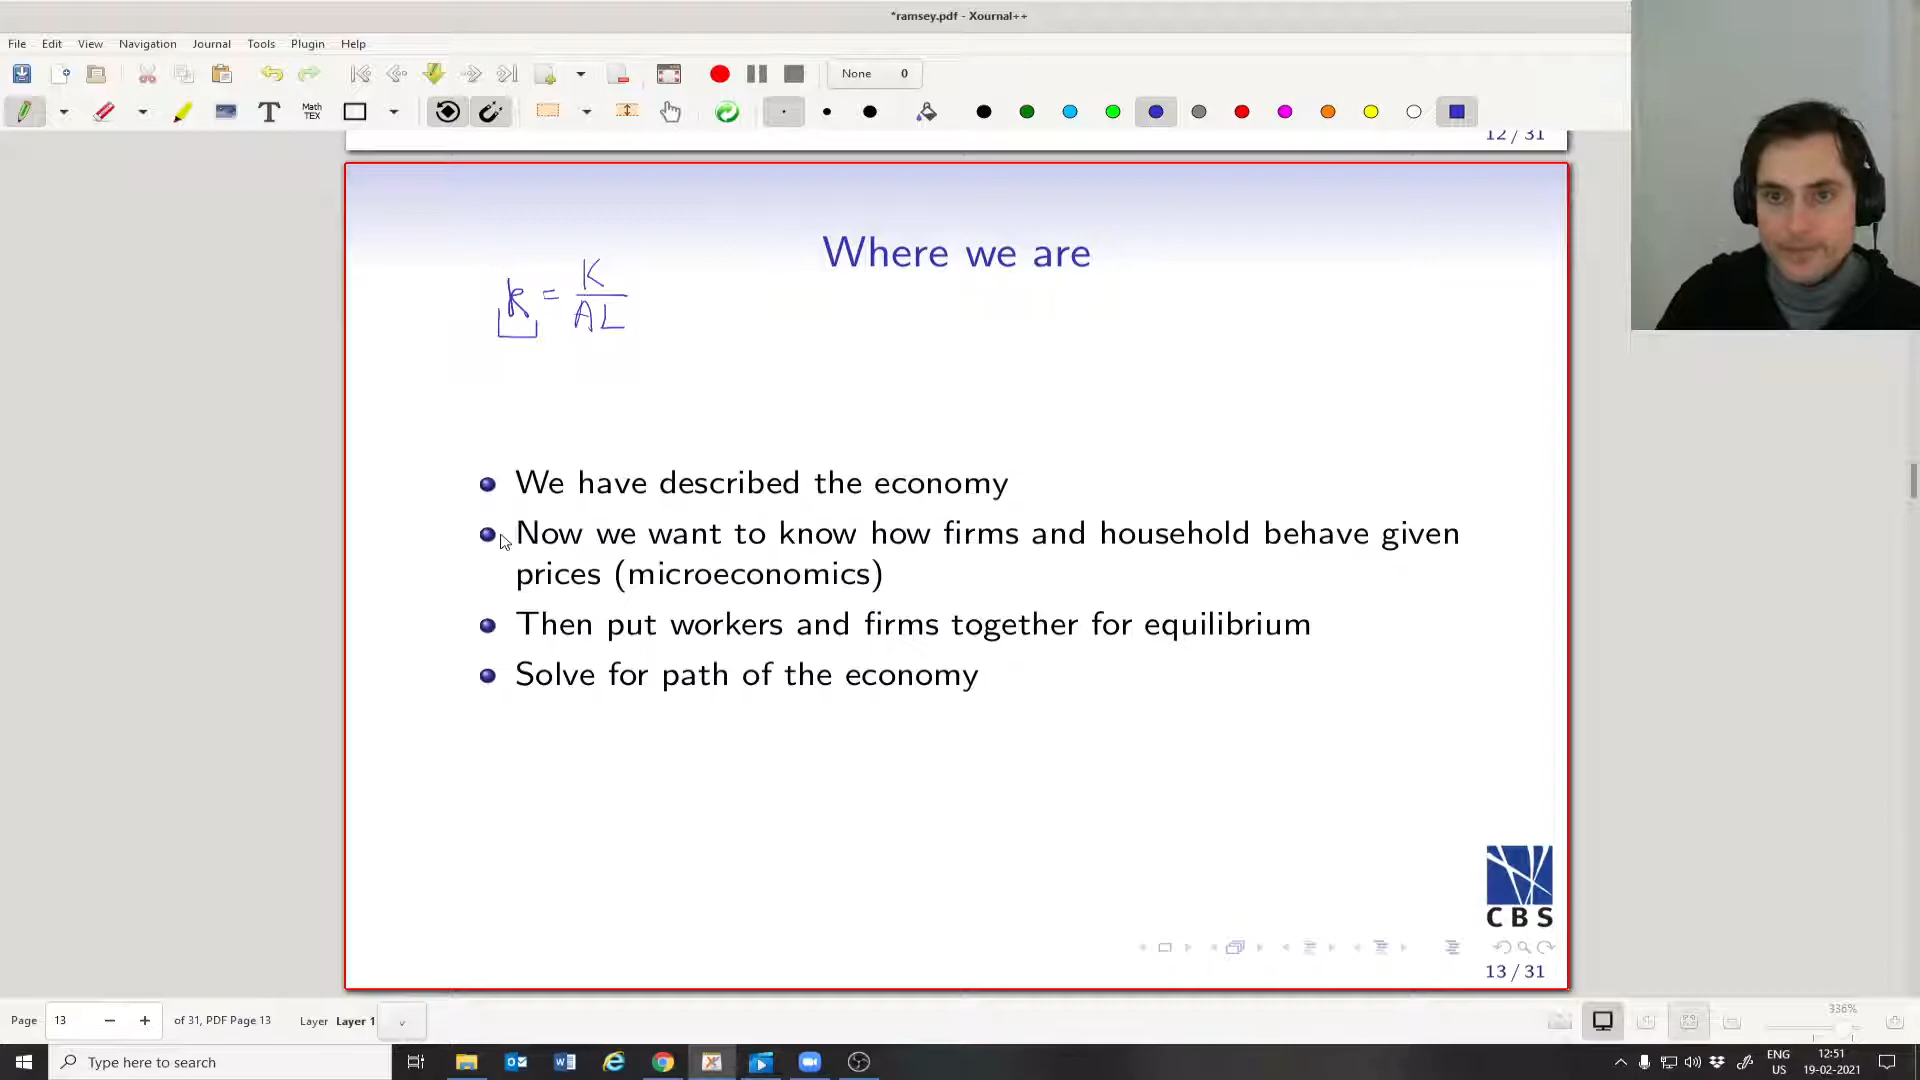 *ramsey.pdf - Xournal++
File Edit View Navigation Journal Tools Plugin Help
None 0
T
Math
TEX
12 / 31
Where we are
k = K
AL
We have described the economy
Now we want to know how firms and household behave given
prices (microeconomics)
Then put workers and firms together for equilibrium
Solve for path of the economy
CBS
13 / 31
Page 13 − + of 31, PDF Page 13 Layer Layer 1
336%
Type here to search
ENG
US
12:51
19-02-2021